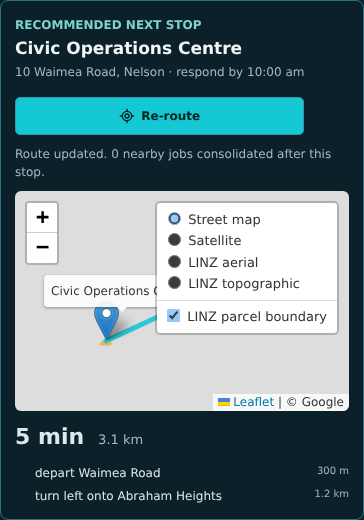 RECOMMENDED NEXT STOP
Civic Operations Centre
10 Waimea Road, Nelson · respond by 10:00 am
Re-route
Route updated. 0 nearby jobs consolidated after this
stop.
+
−
Street map
Satellite
LINZ aerial
LINZ topographic
LINZ parcel boundary
Civic Operations
Leaflet | © Google
5 min 3.1 km
depart Waimea Road 300 m
turn left onto Abraham Heights 1.2 km